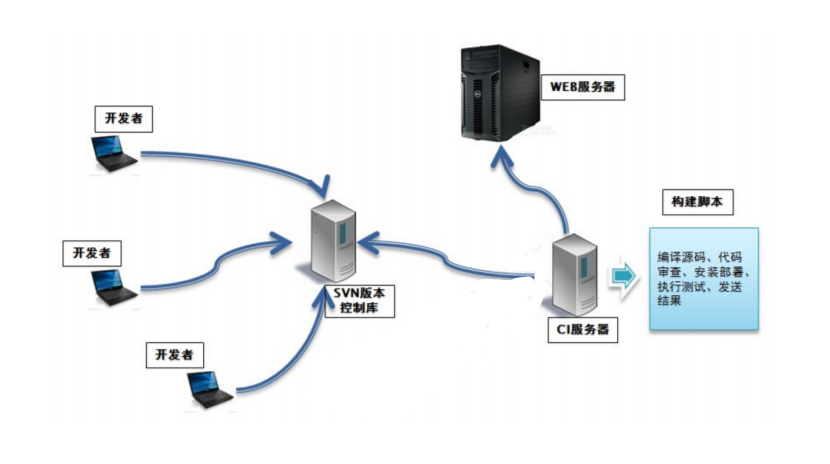 WEB服务器
开发者
构建脚本
开发者
编译源码、代码
审查、安装部署、
执行测试、发送
结果
SVN版本
控制库
CI服务器
开发者